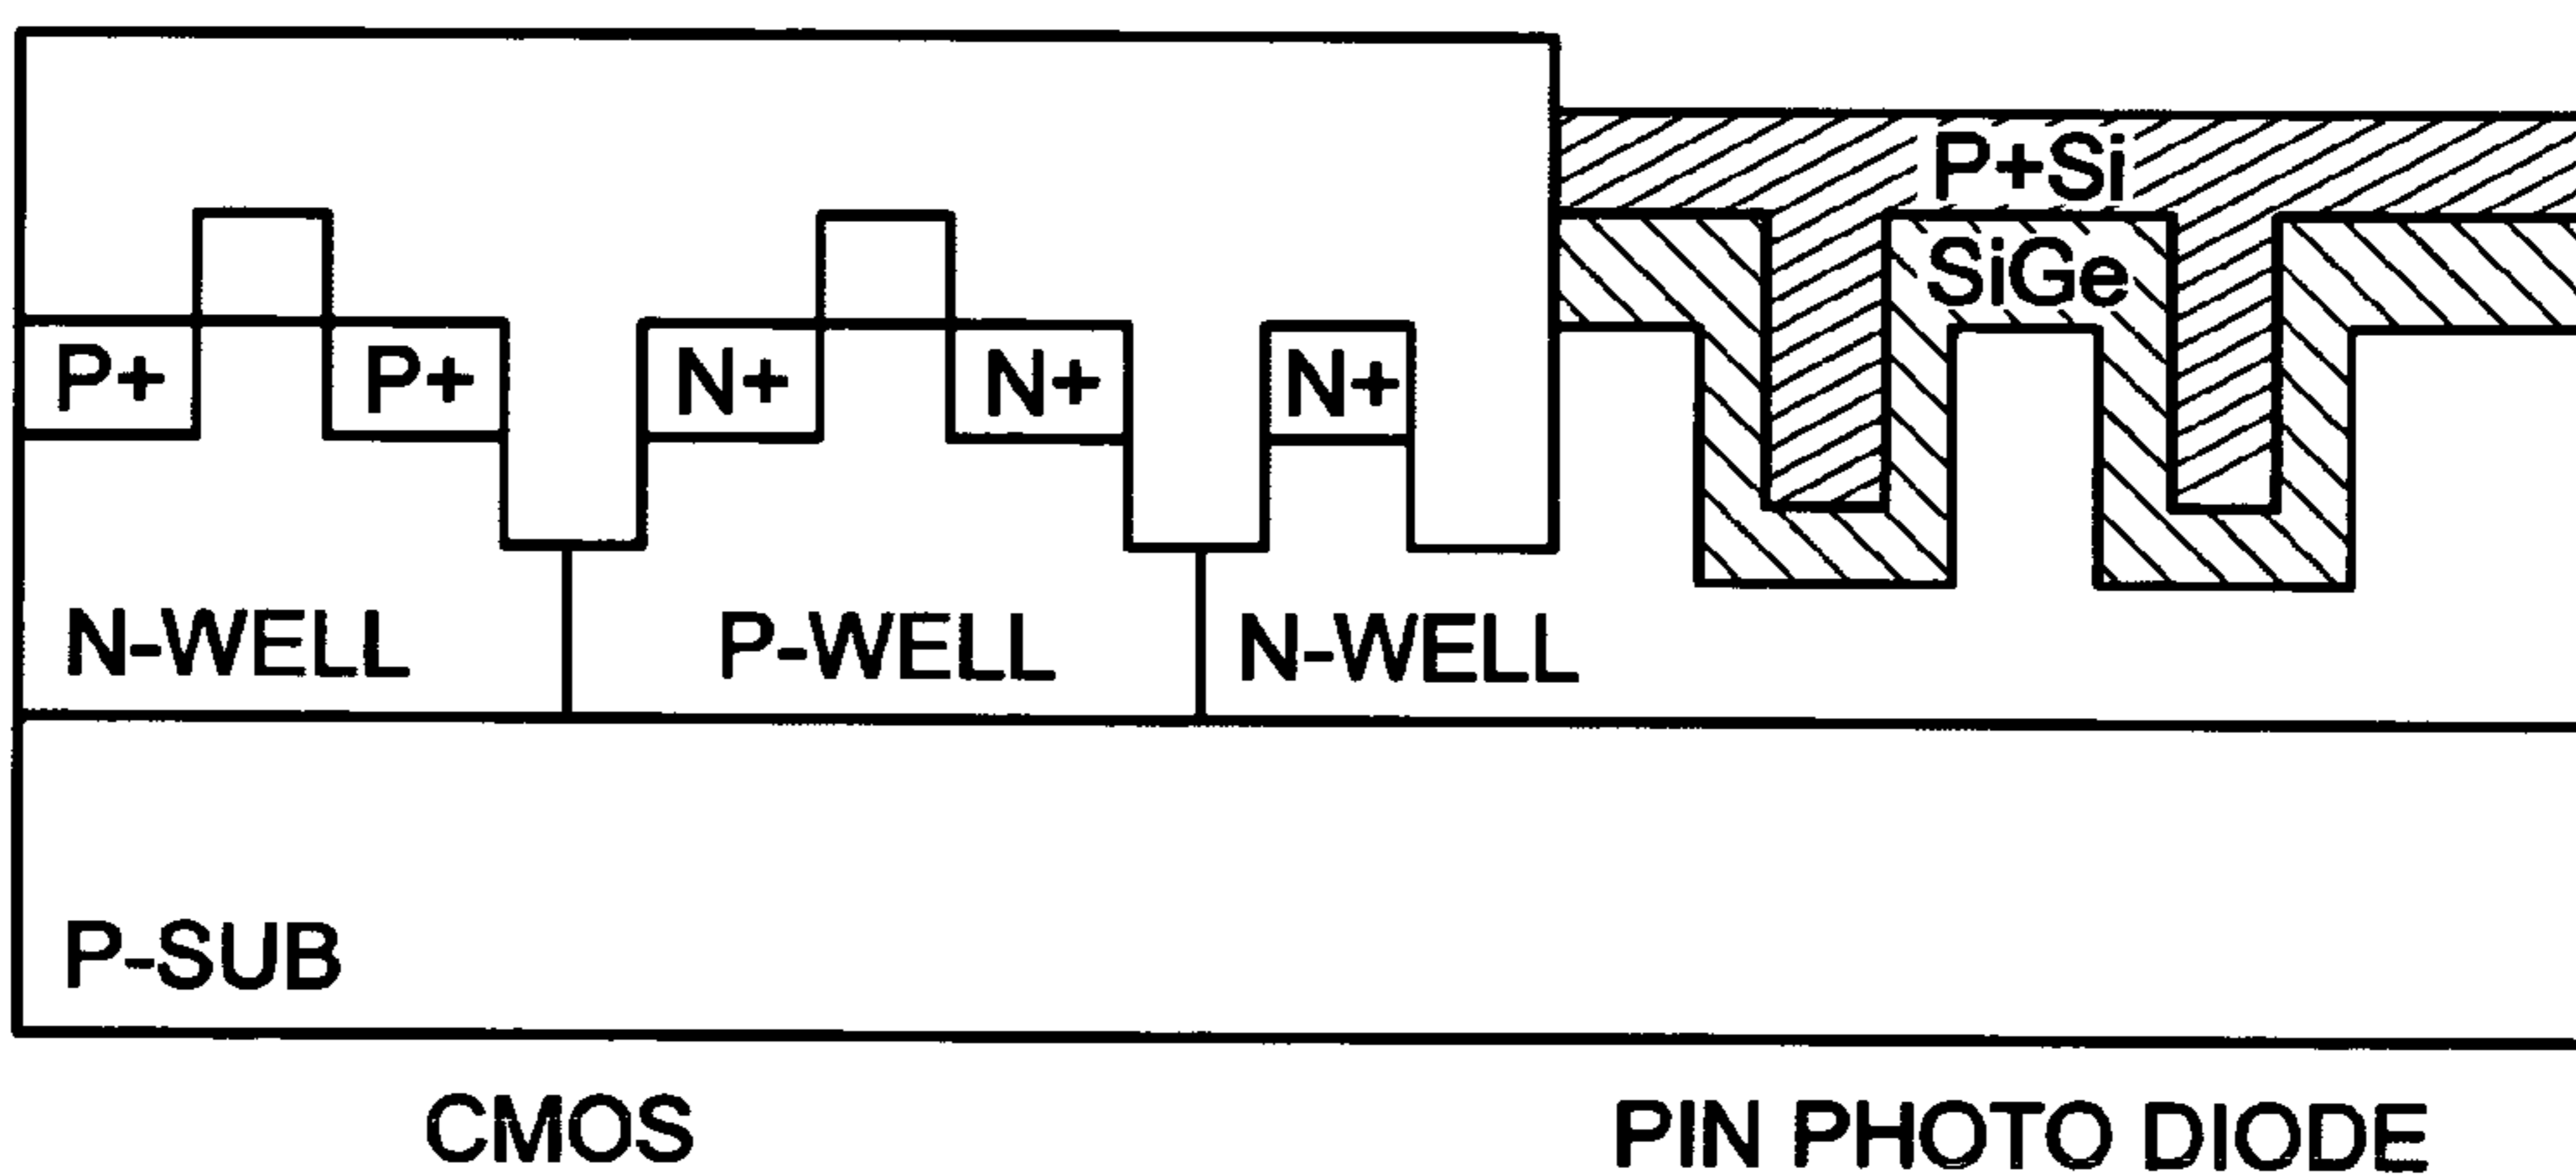 P+Si
SiGe
P+ P+ N+ N+ N+
N-WELL P-WELL N-WELL
P-SUB
CMOS PIN PHOTO DIODE